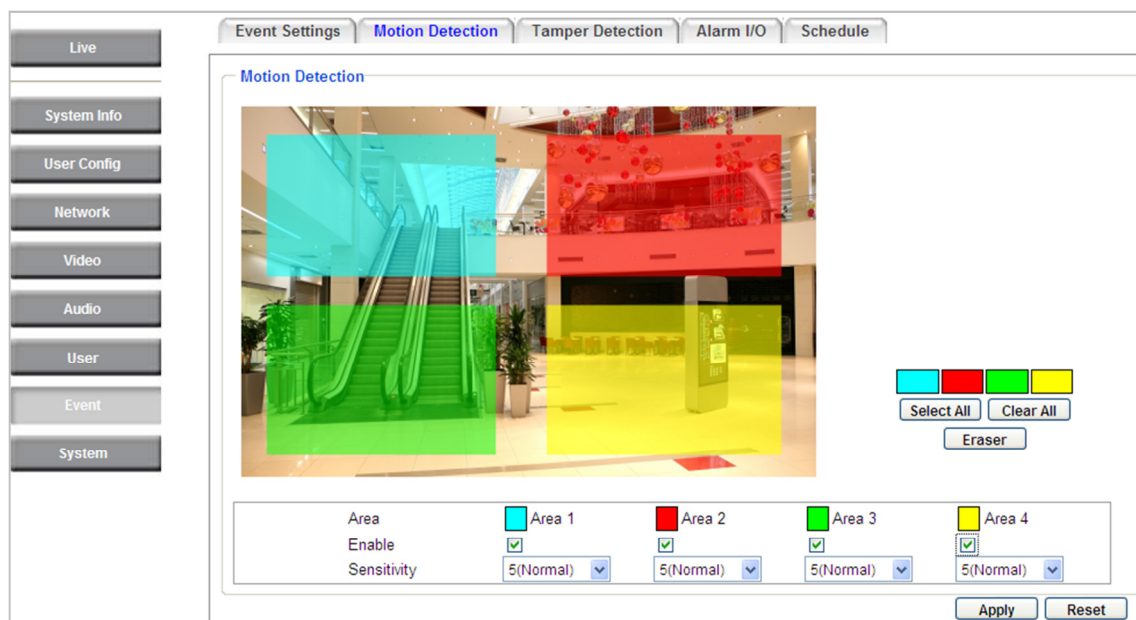 Event Settings Motion Detection Tamper Detection Alarm I/O Schedule
Live
System Info
User Config
Network
Video
Audio
User
Event
System
Motion Detection
Select All Clear All
Eraser
Area Area 1 Area 2 Area 3 Area 4
Enable
Sensitivity 5(Normal) 5(Normal) 5(Normal) 5(Normal)
Apply Reset